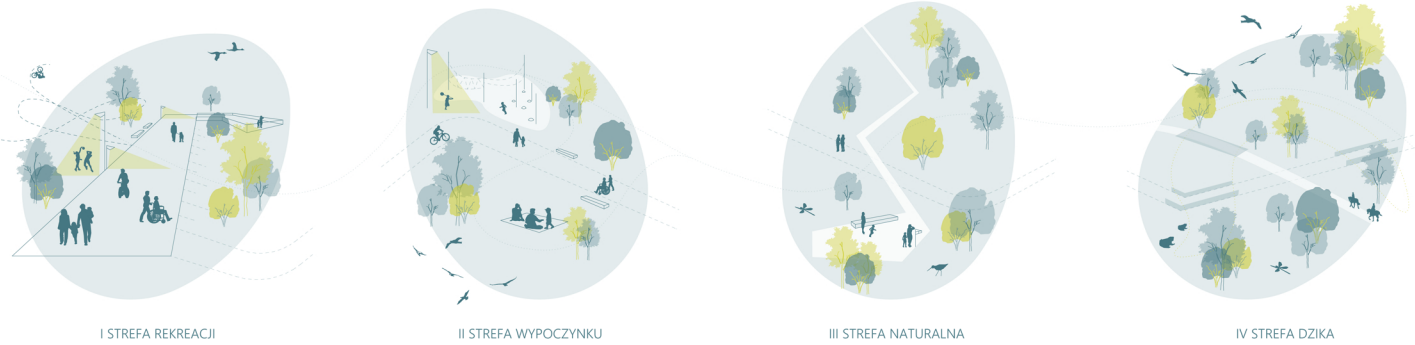 I STREFA REKREACJI
II STREFA WYPOCZYNKU
III STREFA NATURALNA
IV STREFA DZIKA